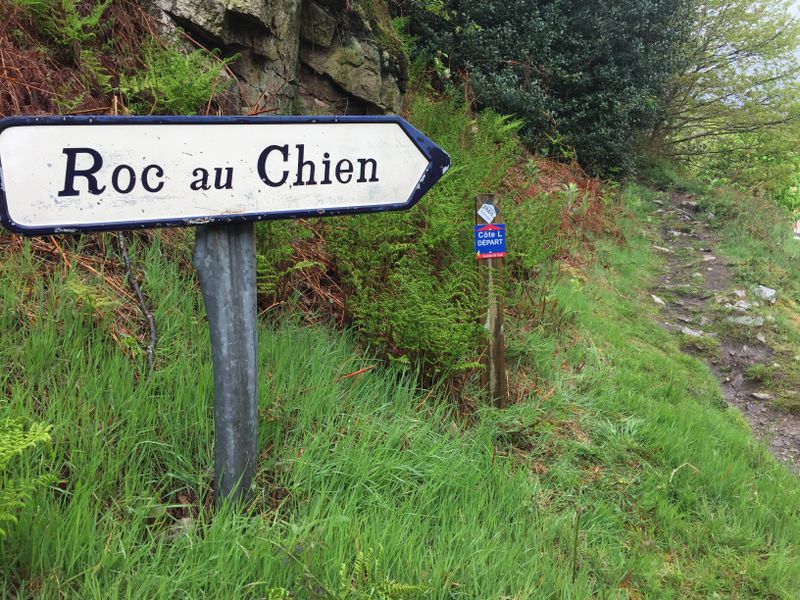 Roc au Chien
Côte L
DÉPART